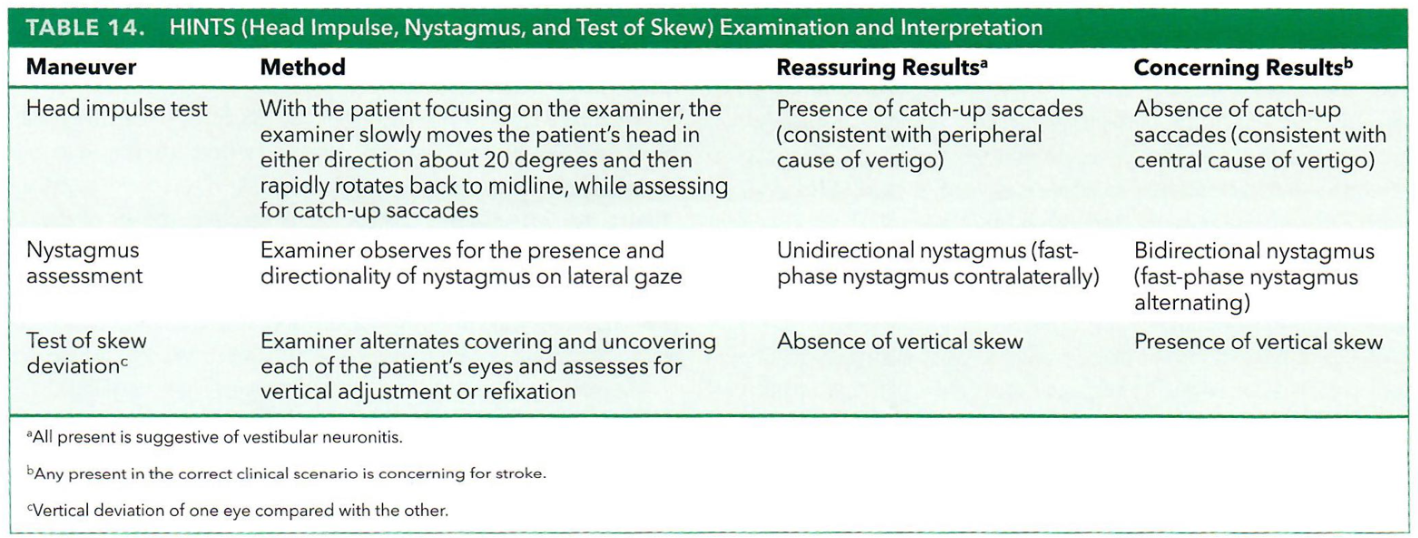 TABLE 14. HINTS (Head Impulse, Nystagmus, and Test of Skew) Examination and Interpretation
Maneuver Method Reassuring Resultsᵃ Concerning Resultsᵇ
Head impulse test With the patient focusing on the examiner, the Presence of catch-up saccades Absence of catch-up
examiner slowly moves the patient's head in (consistent with peripheral saccades (consistent with
either direction about 20 degrees and then cause of vertigo) central cause of vertigo)
rapidly rotates back to midline, while assessing
for catch-up saccades
Nystagmus Examiner observes for the presence and Unidirectional nystagmus (fast- Bidirectional nystagmus
assessment directionality of nystagmus on lateral gaze phase nystagmus contralaterally) (fast-phase nystagmus
alternating)
Test of skew Examiner alternates covering and uncovering Absence of vertical skew Presence of vertical skew
deviationᶜ each of the patient's eyes and assesses for
vertical adjustment or refixation
ᵃAll present is suggestive of vestibular neuronitis.
ᵇAny present in the correct clinical scenario is concerning for stroke.
ᶜVertical deviation of one eye compared with the other.